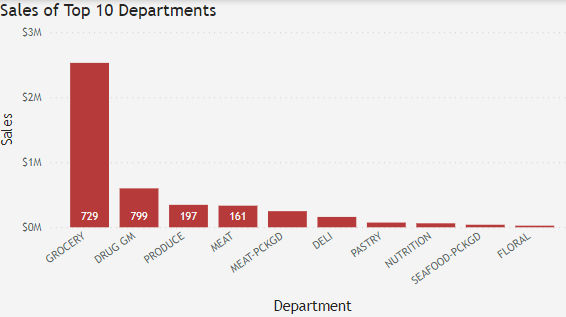 Sales of Top 10 Departments
$3M
$2M
$1M
$0M
Sales
729
799
197
161
GROCERY
DRUG GM
PRODUCE
MEAT
MEAT-PCKGD
DELI
PASTRY
NUTRITION
SEAFOOD-PCKGD
FLORAL
Department